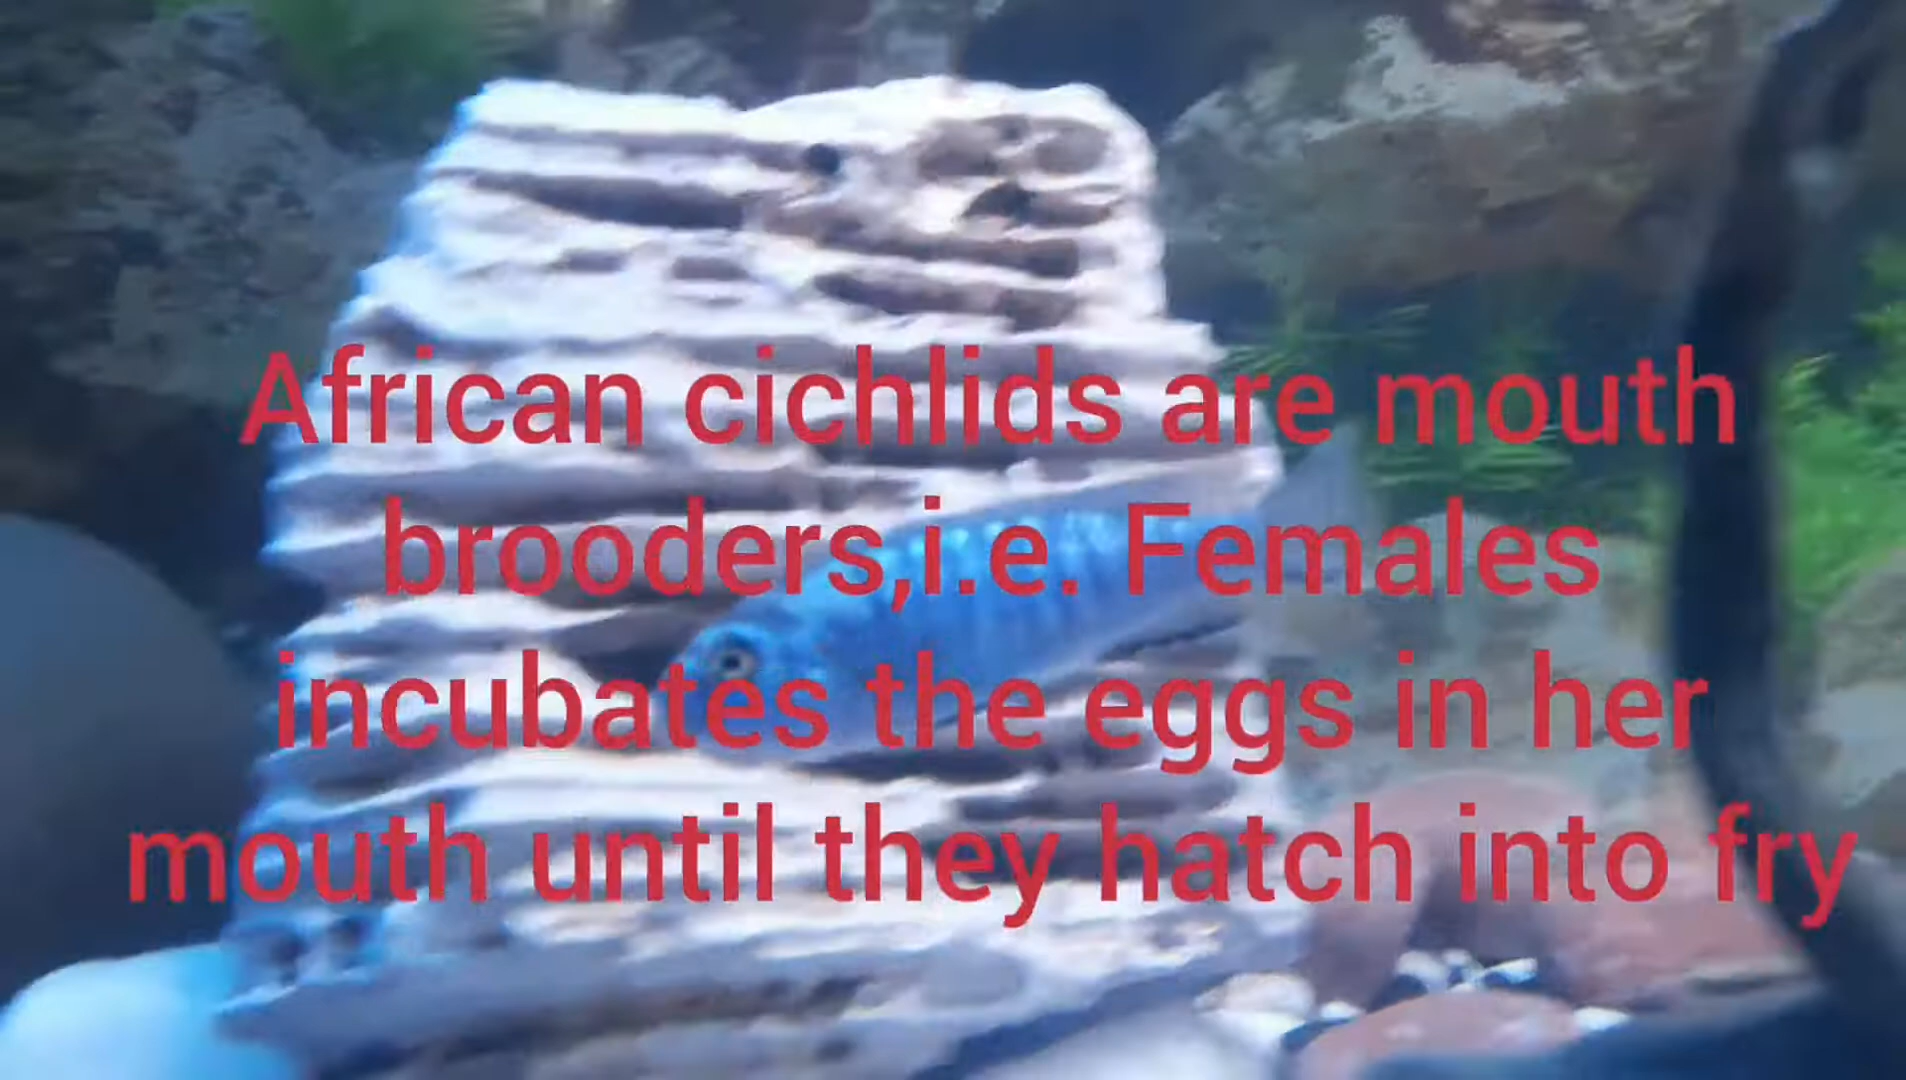 African cichlids are mouth
brooders,i.e. Females
incubates the eggs in her
mouth until they hatch into fry